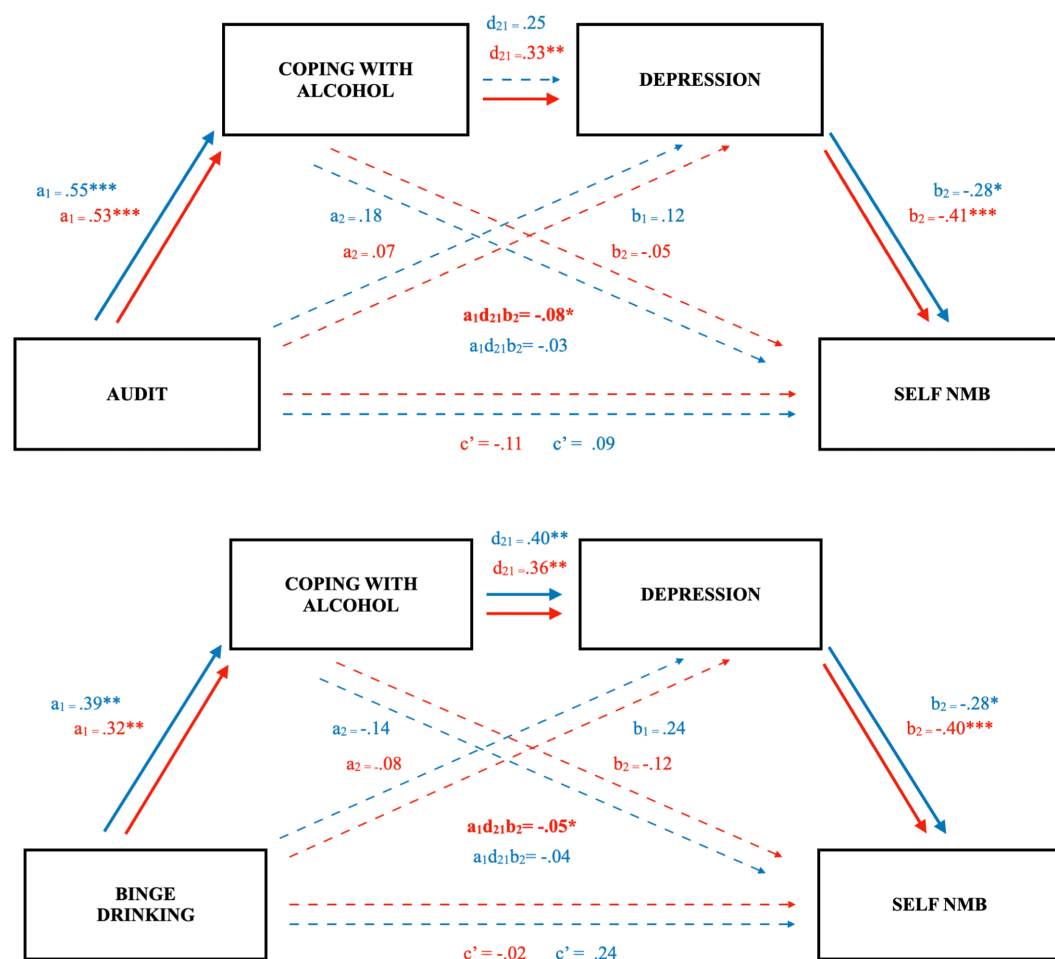 d21 = .25
d21 = .33**
COPING WITH
ALCOHOL
DEPRESSION
a1 = .55***
a1 = .53***
a2 = .18
b1 = .12
b2 = -.28*
b2 = -.41***
a2 = .07
b2 = -.05
a1d21b2= -.08*
a1d21b2= -.03
AUDIT
SELF NMB
c’ = -.11 c’ = .09
d21 = .40**
d21 =.36**
COPING WITH
ALCOHOL
DEPRESSION
a1 = .39**
a1 = .32**
a2 = -.14
b1 = .24
b2 = -.28*
b2 = -.40***
a2 = -.08
b2 = -.12
a1d21b2= -.05*
a1d21b2= -.04
BINGE
DRINKING
SELF NMB
c’ = -.02 c’ = .24